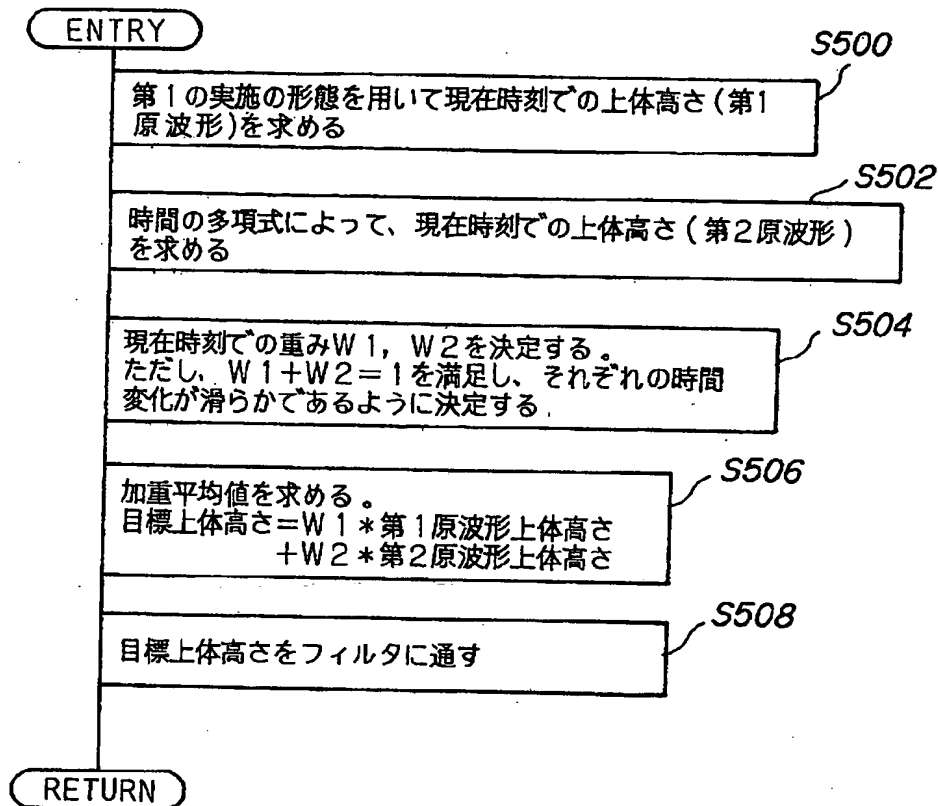 ENTRY
S500
第1の実施の形態を用いて現在時刻での上体高さ(第1
原波形)を求める
S502
時間の多項式によって、現在時刻での上体高さ(第2原波形)
を求める
S504
現在時刻での重みW1，W2を決定する。
ただし、W1+W2=1を満足し、それぞれの時間
変化が滑らかであるように決定する.
S506
加重平均値を求める。
目標上体高さ=W1*第1原波形上体高さ
+W2*第2原波形上体高さ
S508
目標上体高さをフィルタに通す
RETURN